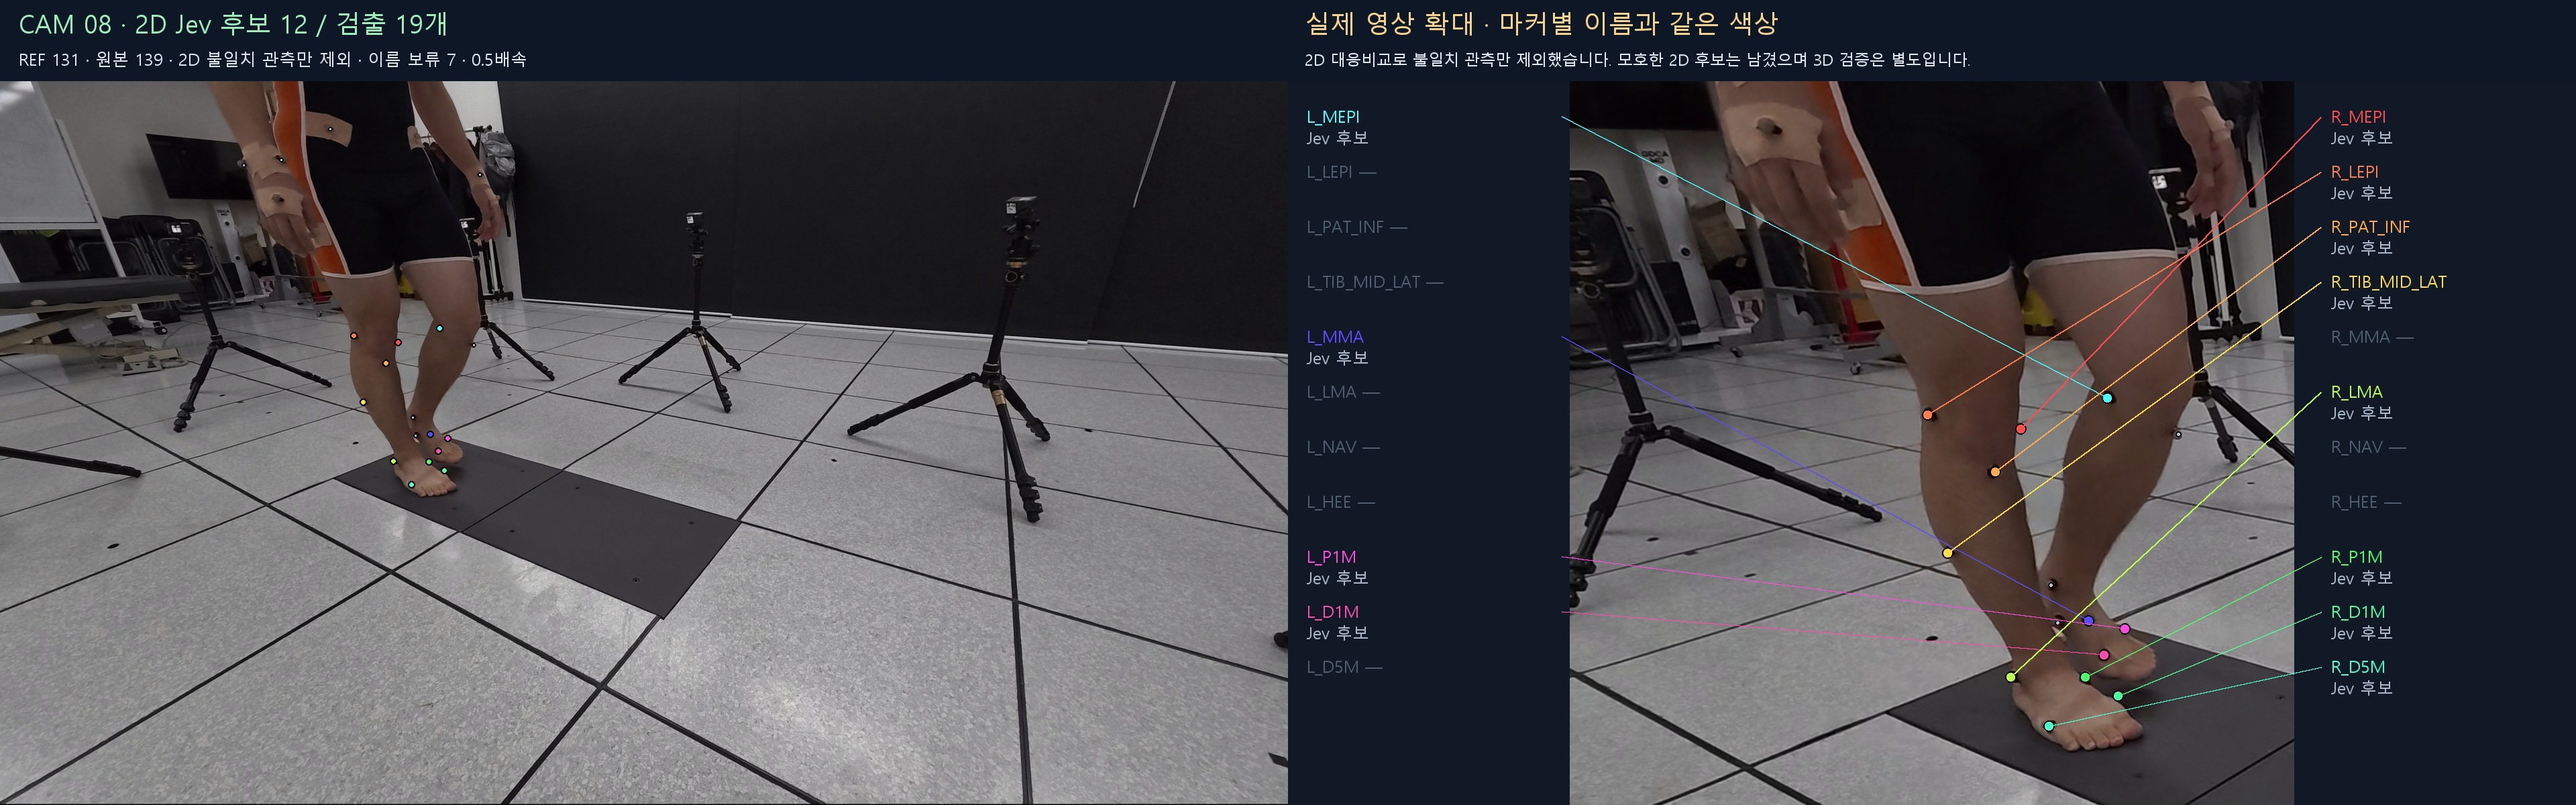 CAM 08 · 2D Jev 후보 12 / 검출 19개
REF 131 · 원본 139 · 2D 불일치 관측만 제외 · 이름 보류 7 · 0.5배속
실제 영상 확대 · 마커별 이름과 같은 색상
2D 대응비교로 불일치 관측만 제외했습니다. 모호한 2D 후보는 남겼으며 3D 검증은 별도입니다.
L_MEPI
Jev 후보
L_LEPI —
L_PAT_INF —
L_TIB_MID_LAT —
L_MMA
Jev 후보
L_LMA —
L_NAV —
L_HEE —
L_P1M
Jev 후보
L_D1M
Jev 후보
L_D5M —
R_MEPI
Jev 후보
R_LEPI
Jev 후보
R_PAT_INF
Jev 후보
R_TIB_MID_LAT
Jev 후보
R_MMA —
R_LMA
Jev 후보
R_NAV —
R_HEE —
R_P1M
Jev 후보
R_D1M
Jev 후보
R_D5M
Jev 후보